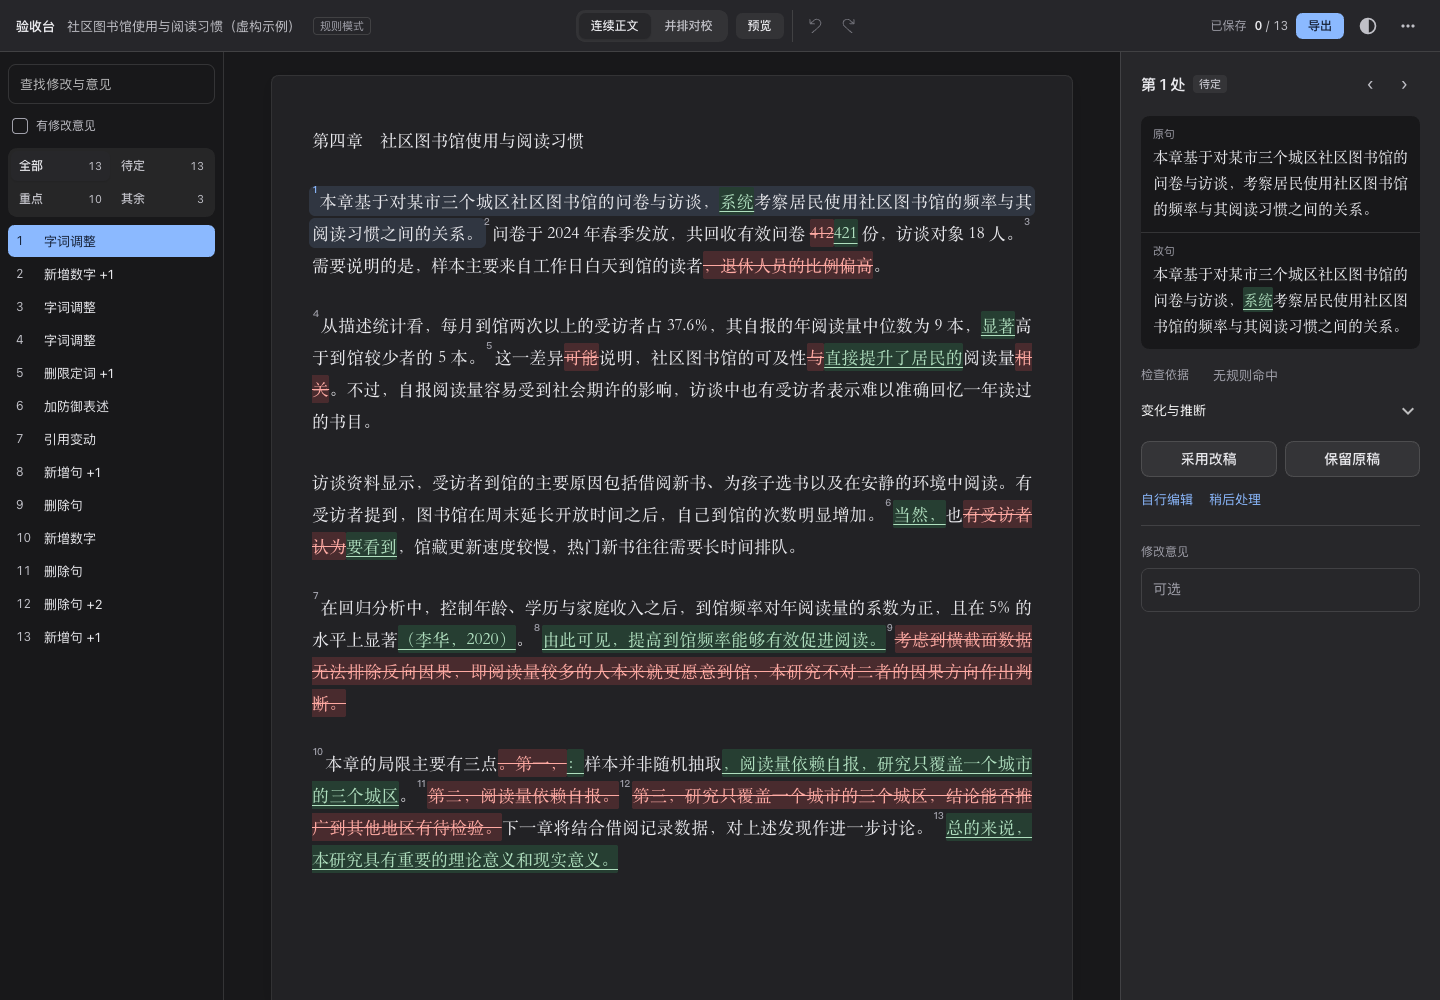 验收台 社区图书馆使用与阅读习惯（虚构示例） 规则模式 连续正文 并排对校 预览 已保存 0 / 13 导出
查找修改与意见
有修改意见
全部 13 待定 13
重点 10 其余 3
1 字词调整
2 新增数字 +1
3 字词调整
4 字词调整
5 删限定词 +1
6 加防御表述
7 引用变动
8 新增句 +1
9 删除句
10 新增数字
11 删除句
12 删除句 +2
13 新增句 +1
第四章　社区图书馆使用与阅读习惯
1 本章基于对某市三个城区社区图书馆的问卷与访谈，系统考察居民使用社区图书馆的频率与其
阅读习惯之间的关系。2 问卷于 2024 年春季发放，共回收有效问卷 412421 份，访谈对象 18 人。3
需要说明的是，样本主要来自工作日白天到馆的读者，退休人员的比例偏高。
4 从描述统计看，每月到馆两次以上的受访者占 37.6%，其自报的年阅读量中位数为 9 本，显著高
于到馆较少者的 5 本。5 这一差异可能说明，社区图书馆的可及性与直接提升了居民的阅读量相
关。不过，自报阅读量容易受到社会期许的影响，访谈中也有受访者表示难以准确回忆一年读过
的书目。
访谈资料显示，受访者到馆的主要原因包括借阅新书、为孩子选书以及在安静的环境中阅读。有
受访者提到，图书馆在周末延长开放时间之后，自己到馆的次数明显增加。6 当然，也有受访者
认为要看到，馆藏更新速度较慢，热门新书往往需要长时间排队。
7 在回归分析中，控制年龄、学历与家庭收入之后，到馆频率对年阅读量的系数为正，且在 5% 的
水平上显著（李华，2020）。8 由此可见，提高到馆频率能够有效促进阅读。9 考虑到横截面数据
无法排除反向因果，即阅读量较多的人本来就更愿意到馆，本研究不对二者的因果方向作出判
断。
10 本章的局限主要有三点。第一，：样本并非随机抽取，阅读量依赖自报，研究只覆盖一个城市
的三个城区。11 第二，阅读量依赖自报。12 第三，研究只覆盖一个城市的三个城区，结论能否推
广到其他地区有待检验。下一章将结合借阅记录数据，对上述发现作进一步讨论。13 总的来说，
本研究具有重要的理论意义和现实意义。
第 1 处 待定 ‹ ›
原句
本章基于对某市三个城区社区图书馆的
问卷与访谈，考察居民使用社区图书馆
的频率与其阅读习惯之间的关系。
改句
本章基于对某市三个城区社区图书馆的
问卷与访谈，系统考察居民使用社区图
书馆的频率与其阅读习惯之间的关系。
检查依据 无规则命中
变化与推断
采用改稿 保留原稿
自行编辑 稍后处理
修改意见
可选